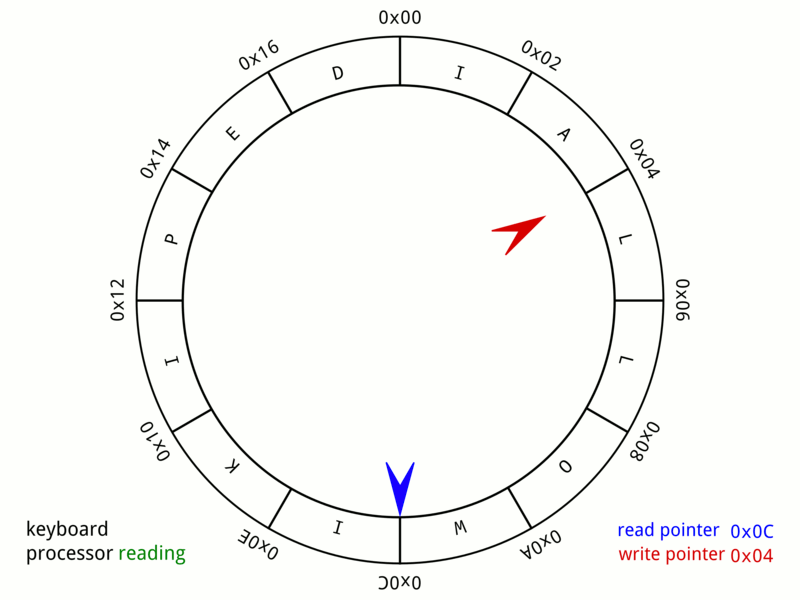 0x00
0x02
0x04
0x06
0x08
0x0A
0x0C
0x0E
0x10
0x12
0x14
0x16
I
A
L
L
O
W
I
K
I
P
E
D
keyboard
processor reading
read pointer 0x0C
write pointer 0x04